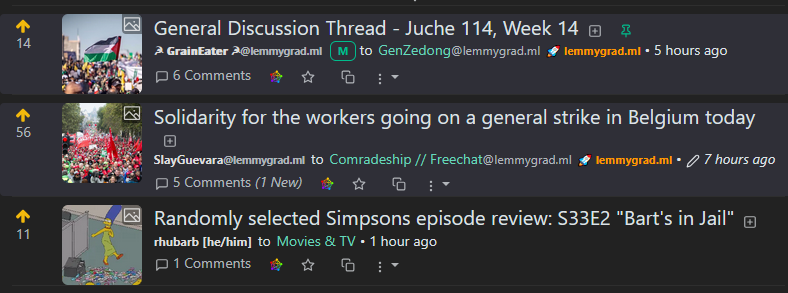 General Discussion Thread - Juche 114, Week 14
14
☭ GrainEater ☭@lemmygrad.ml M to GenZedong@lemmygrad.ml 🚀 lemmygrad.ml • 5 hours ago
6 Comments
Solidarity for the workers going on a general strike in Belgium today
56
SlayGuevara@lemmygrad.ml to Comradeship // Freechat@lemmygrad.ml 🚀 lemmygrad.ml • 7 hours ago
5 Comments (1 New)
Randomly selected Simpsons episode review: S33E2 "Bart's in Jail"
11
rhubarb [he/him] to Movies & TV • 1 hour ago
1 Comments